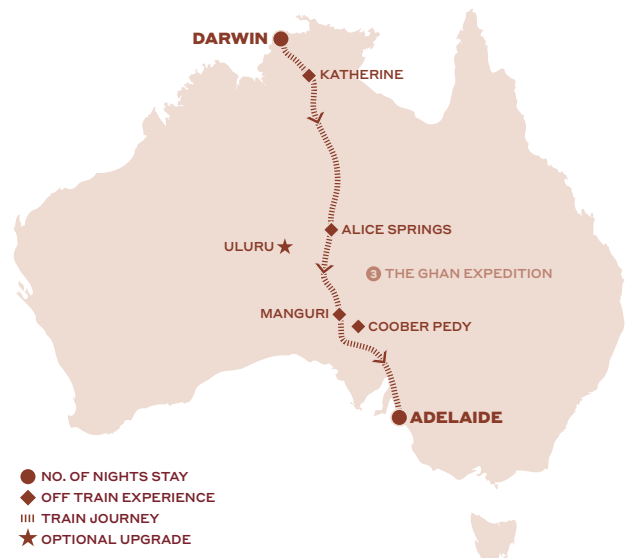 DARWIN
KATHERINE
ALICE SPRINGS
ULURU
3 THE GHAN EXPEDITION
MANGURI
COOBER PEDY
ADELAIDE
NO. OF NIGHTS STAY
OFF TRAIN EXPERIENCE
TRAIN JOURNEY
OPTIONAL UPGRADE